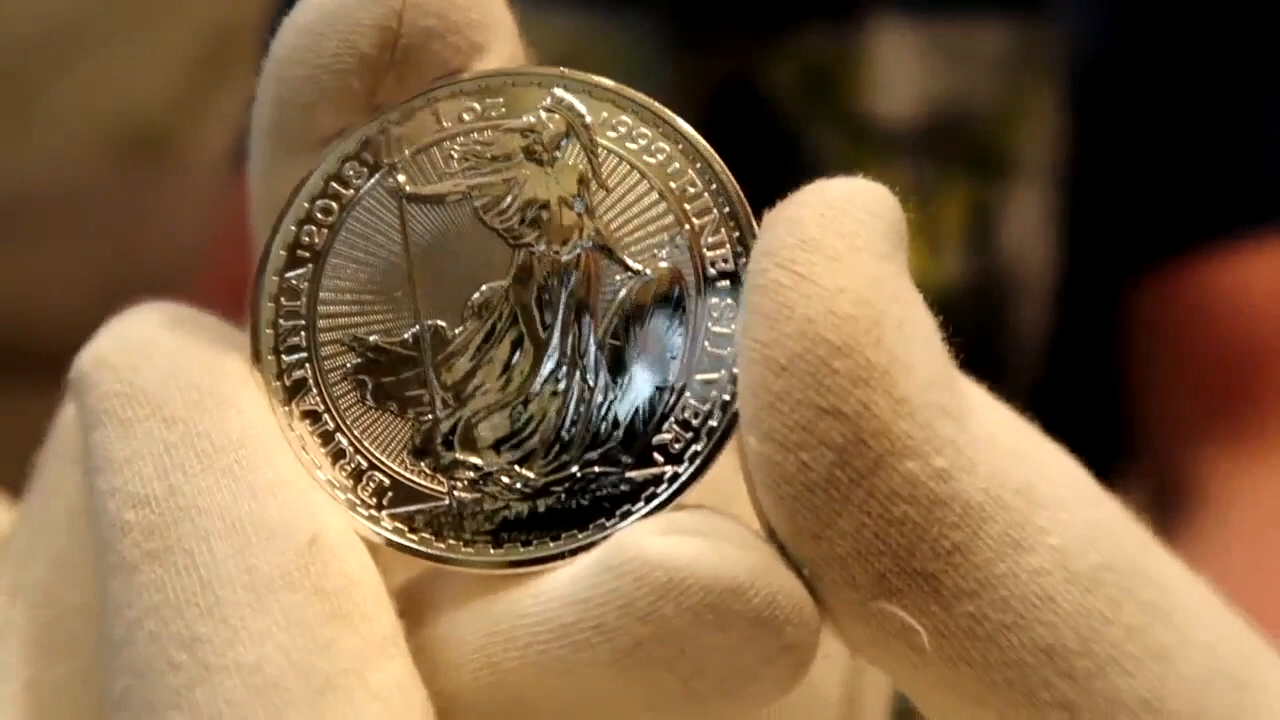 BRITANNIA · 2018 · 1 OZ · 999 · FINE · SILVER